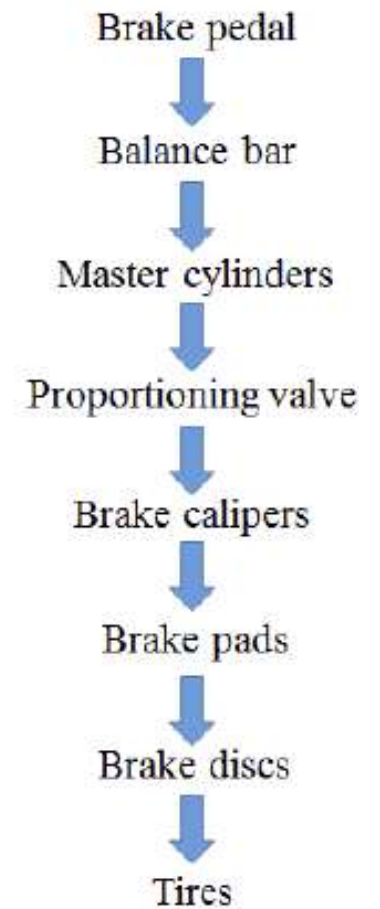 Brake pedal
Balance bar
Master cylinders
Proportioning valve
Brake calipers
Brake pads
Brake discs
Tires